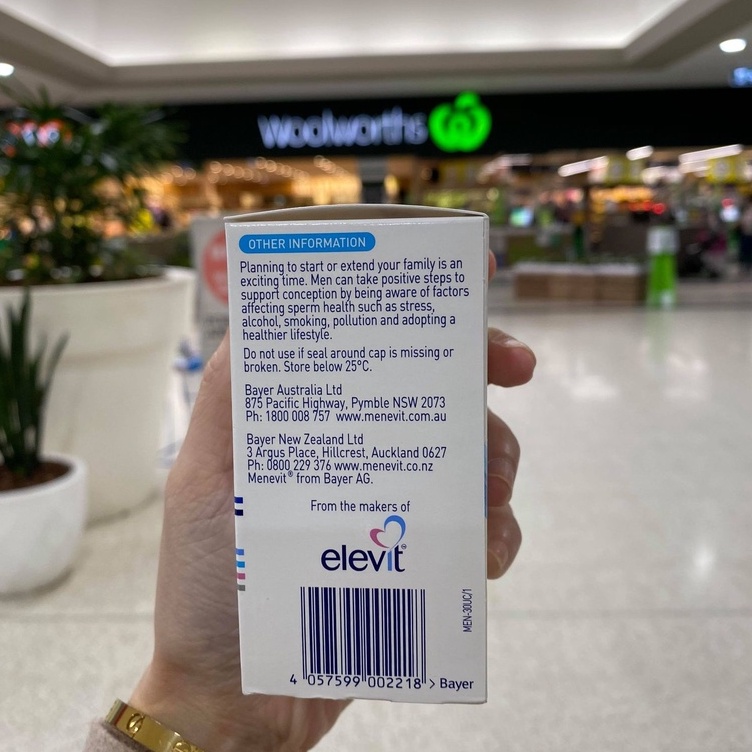 woolworths
OTHER INFORMATION
Planning to start or extend your family is an
exciting time. Men can take positive steps to
support conception by being aware of factors
affecting sperm health such as stress,
alcohol, smoking, pollution and adopting a
healthier lifestyle.
Do not use if seal around cap is missing or
broken. Store below 25°C.
Bayer Australia Ltd
875 Pacific Highway, Pymble NSW 2073
Ph: 1800 008 757 www.menevit.com.au
Bayer New Zealand Ltd
3 Argus Place, Hillcrest, Auckland 0627
Ph: 0800 229 376 www.menevit.co.nz
Menevit® from Bayer AG.
From the makers of
elevit
MEN-30UC/1
4 057599 002218 > Bayer